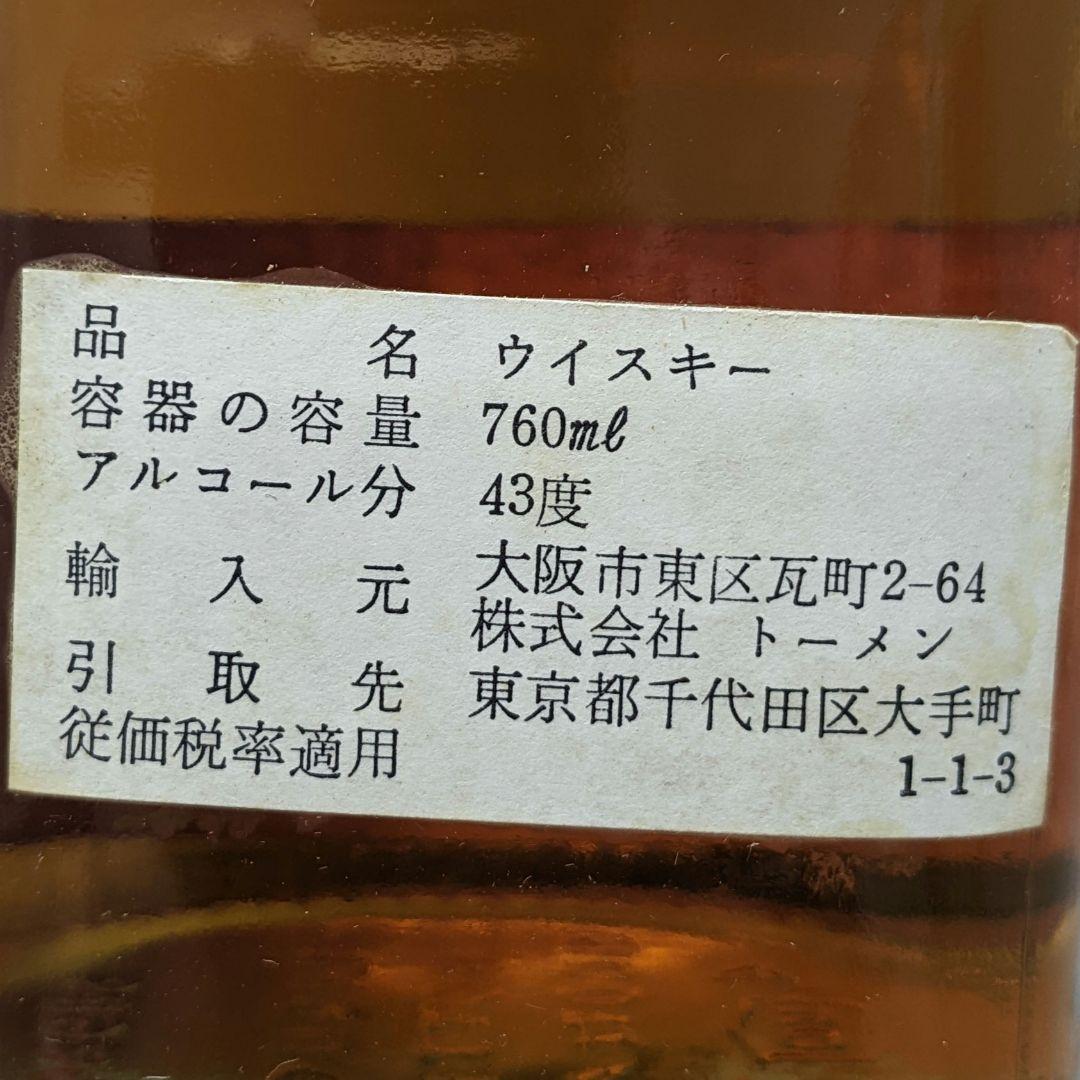 品名 ウイスキー
容器の容量 760mℓ
アルコール分 43度
輸入元 大阪市東区瓦町2-64
株式会社 トーメン
引取先 東京都千代田区大手町
1-1-3
従価税率適用